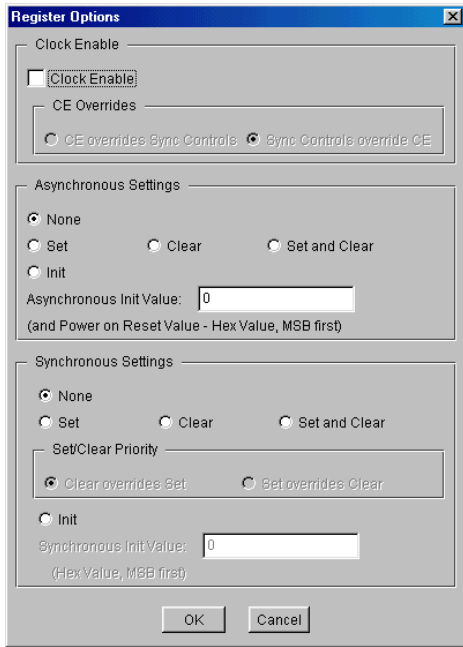 Register Options
Clock Enable
Clock Enable
CE Overrides
CE overrides Sync Controls Sync Controls override CE
Asynchronous Settings
None
Set Clear Set and Clear
Init
Asynchronous Init Value: 0
(and Power on Reset Value - Hex Value, MSB first)
Synchronous Settings
None
Set Clear Set and Clear
Set/Clear Priority
Clear overrides Set Set overrides Clear
Init
Synchronous Init Value: 0
(Hex Value, MSB first)
OK Cancel